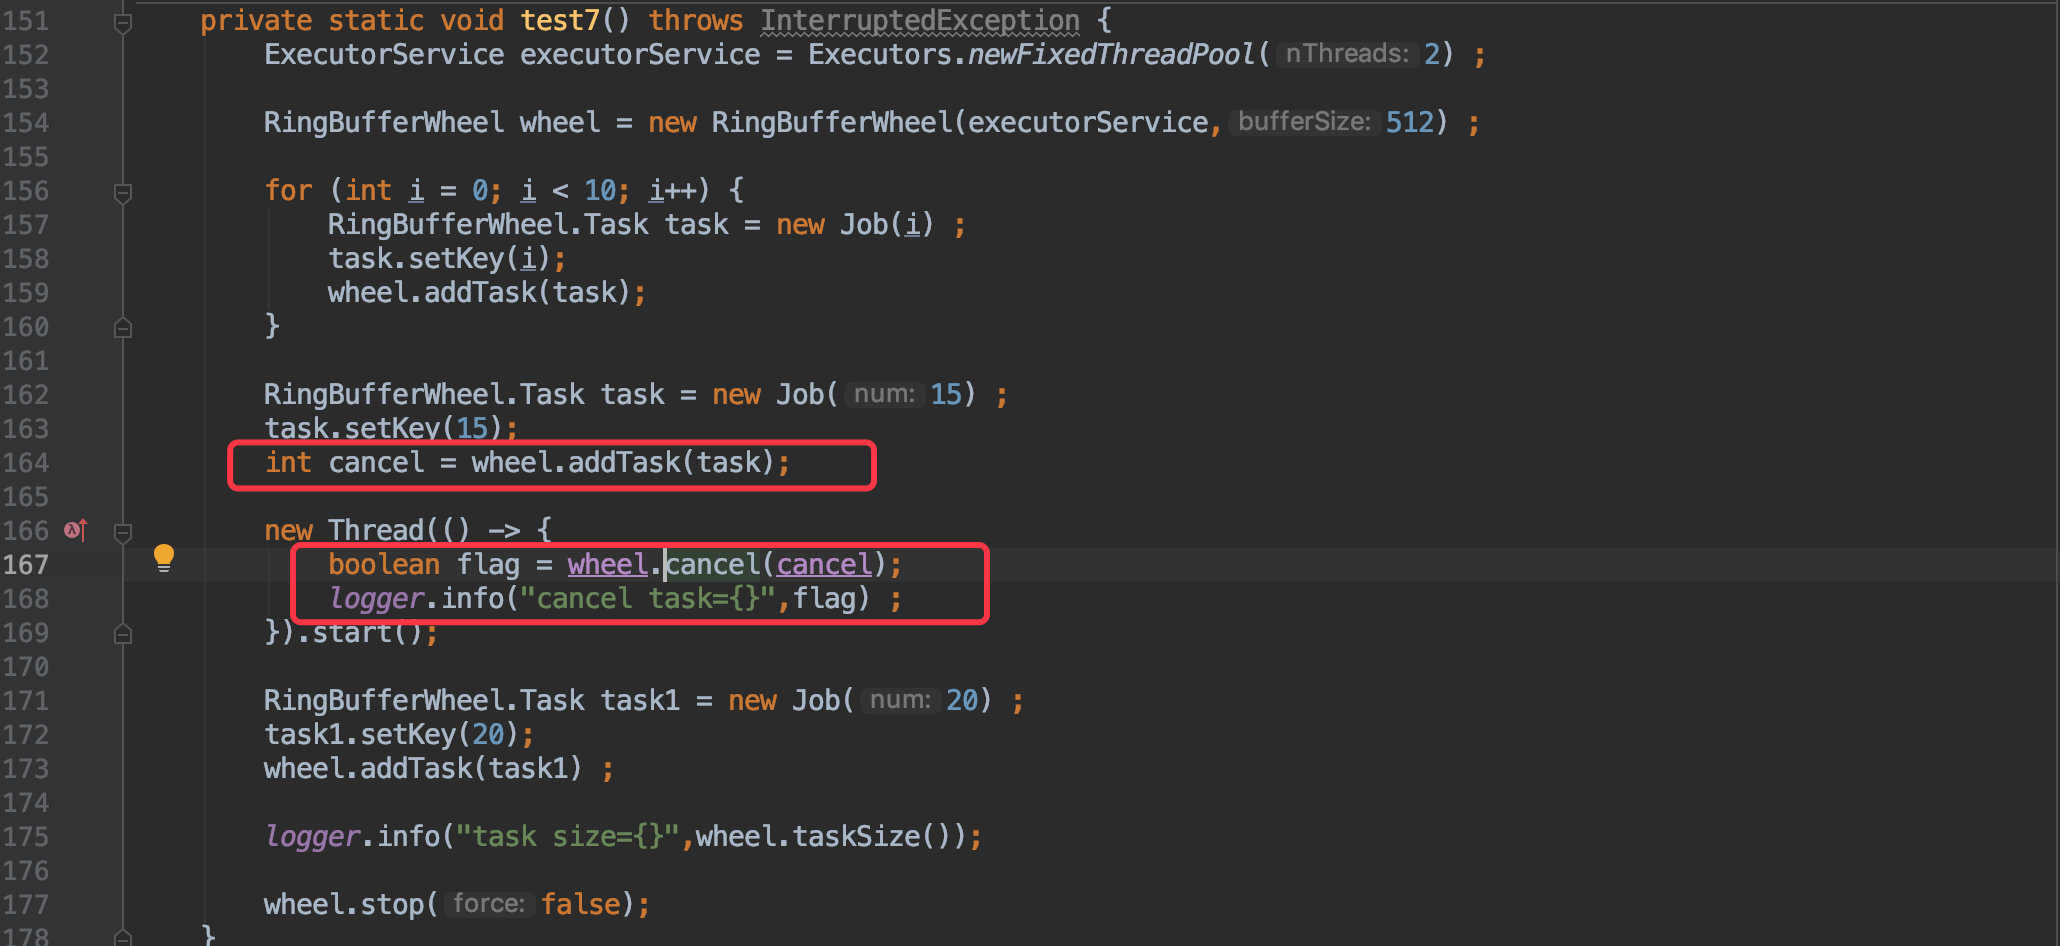 151 private static void test7() throws InterruptedException {
152 ExecutorService executorService = Executors.newFixedThreadPool( nThreads: 2) ;
153
154 RingBufferWheel wheel = new RingBufferWheel(executorService, bufferSize: 512) ;
155
156 for (int i = 0; i < 10; i++) {
157 RingBufferWheel.Task task = new Job(i) ;
158 task.setKey(i);
159 wheel.addTask(task);
160 }
161
162 RingBufferWheel.Task task = new Job( num: 15) ;
163 task.setKey(15);
164 int cancel = wheel.addTask(task);
165
166 new Thread(() -> {
167 boolean flag = wheel.cancel(cancel);
168 logger.info("cancel task={}",flag) ;
169 }).start();
170
171 RingBufferWheel.Task task1 = new Job( num: 20) ;
172 task1.setKey(20);
173 wheel.addTask(task1) ;
174
175 logger.info("task size={}",wheel.taskSize());
176
177 wheel.stop( force: false);
178 }